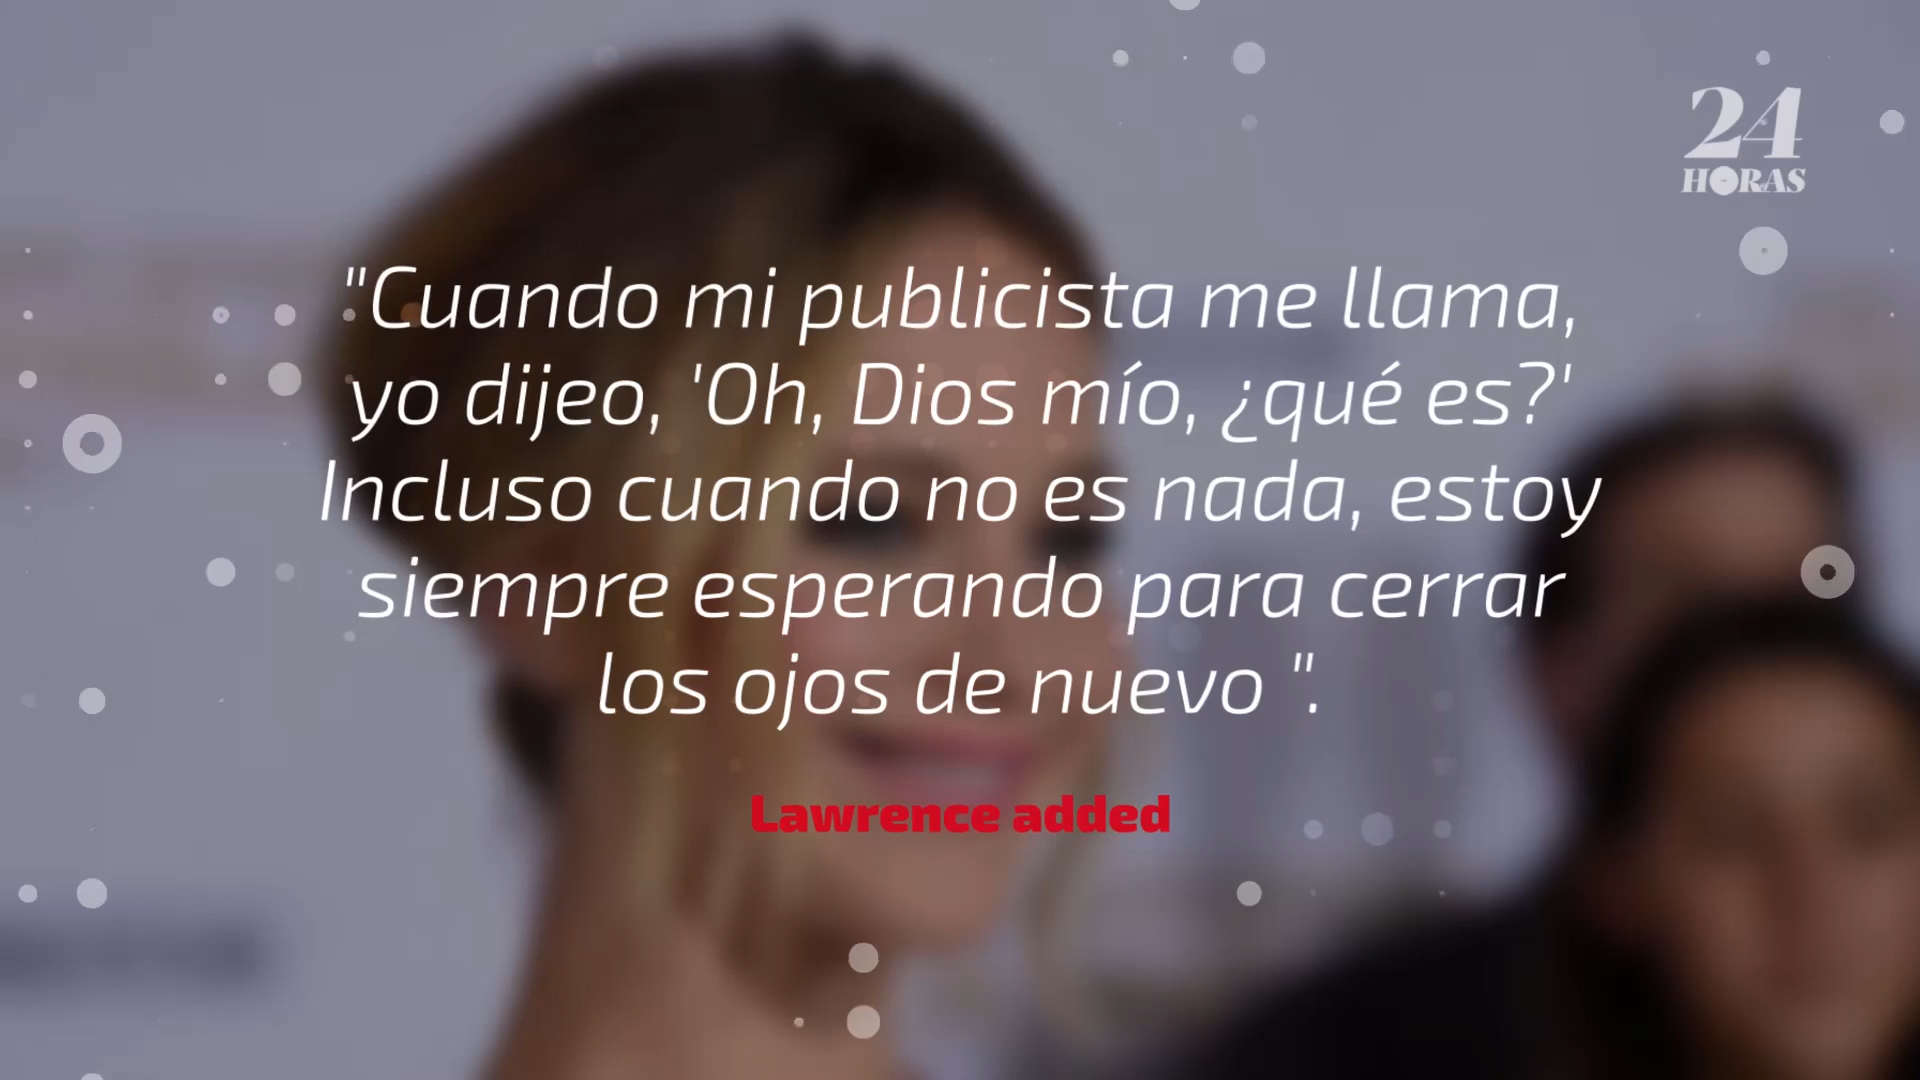 24
HORAS
"Cuando mi publicista me llama,
yo dijeo, 'Oh, Dios mío, ¿qué es?'
Incluso cuando no es nada, estoy
siempre esperando para cerrar
los ojos de nuevo ".
Lawrence added